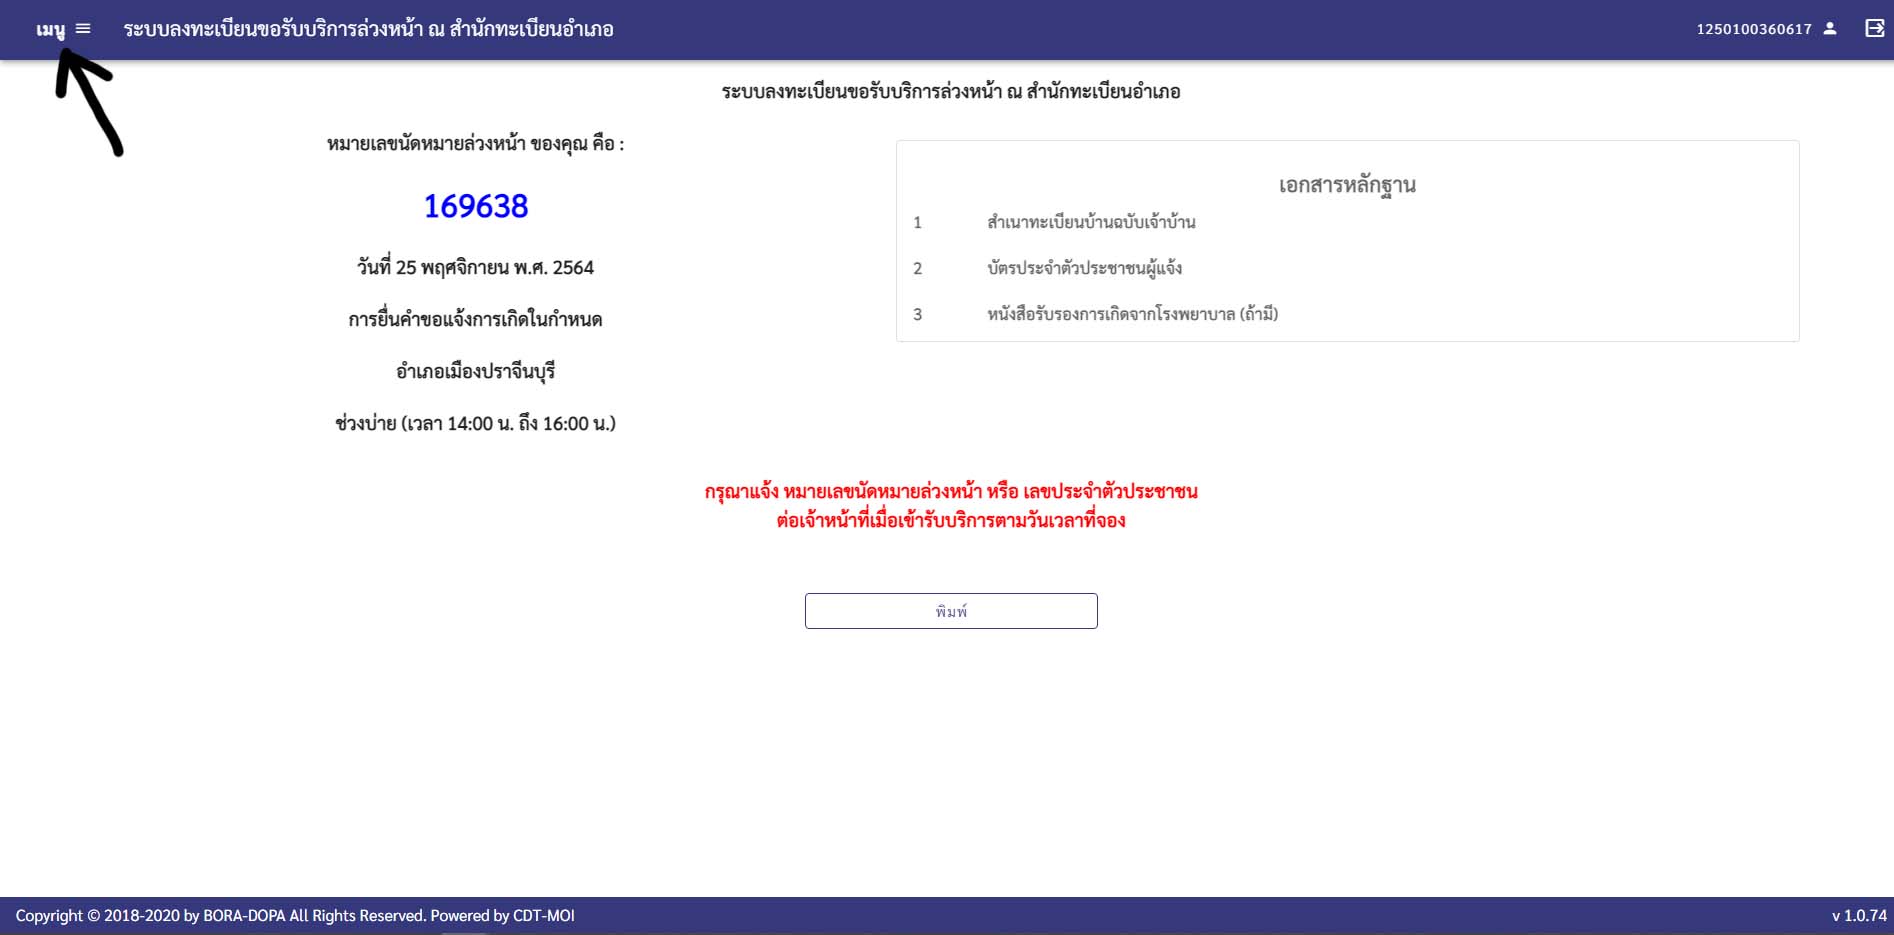 เมนู ระบบลงทะเบียนขอรับบริการล่วงหน้า ณ สำนักทะเบียนอำเภอ 1250100360617
ระบบลงทะเบียนขอรับบริการล่วงหน้า ณ สำนักทะเบียนอำเภอ
หมายเลขนัดหมายล่วงหน้า ของคุณ คือ :
169638
วันที่ 25 พฤศจิกายน พ.ศ. 2564
การยื่นคำขอแจ้งการเกิดในกำหนด
อำเภอเมืองปราจีนบุรี
ช่วงบ่าย (เวลา 14:00 น. ถึง 16:00 น.)
เอกสารหลักฐาน
1 สำเนาทะเบียนบ้านฉบับเจ้าบ้าน
2 บัตรประจำตัวประชาชนผู้แจ้ง
3 หนังสือรับรองการเกิดจากโรงพยาบาล (ถ้ามี)
กรุณาแจ้ง หมายเลขนัดหมายล่วงหน้า หรือ เลขประจำตัวประชาชน
ต่อเจ้าหน้าที่เมื่อเข้ารับบริการตามวันเวลาที่จอง
พิมพ์
Copyright © 2018-2020 by BORA-DOPA All Rights Reserved. Powered by CDT-MOI v 1.0.74